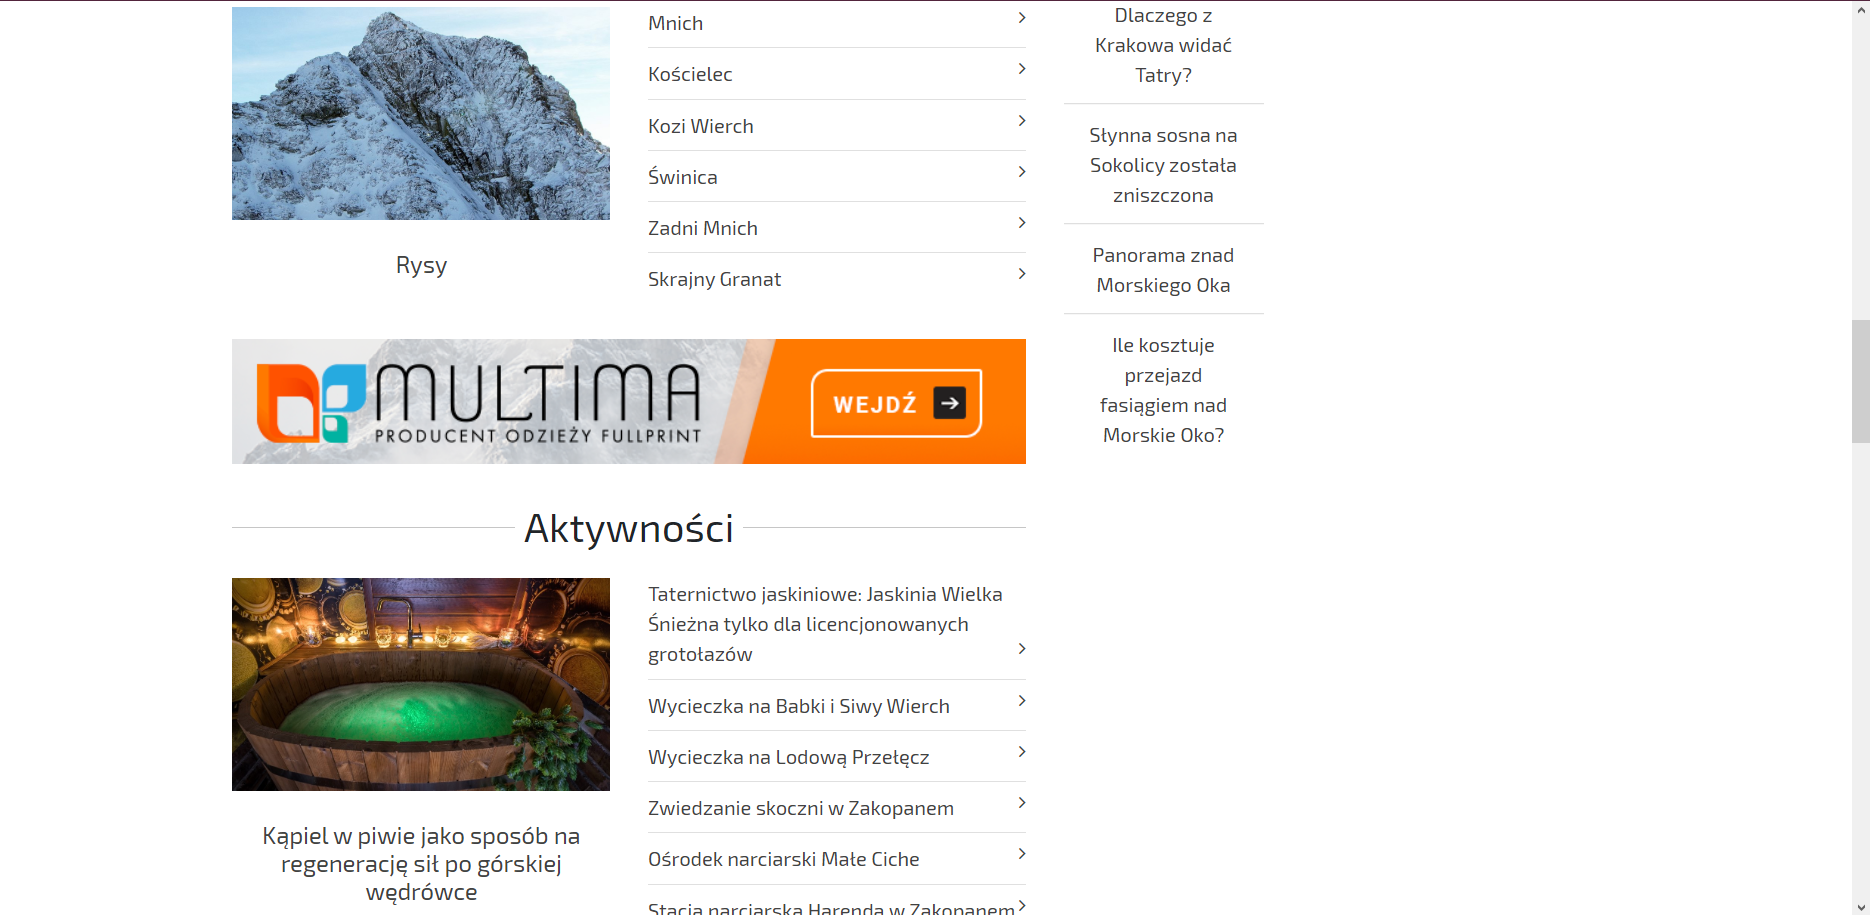 Rysy
Mnich
Kościelec
Kozi Wierch
Świnica
Zadni Mnich
Skrajny Granat
MULTIMA
PRODUCENT ODZIEŻY FULLPRINT
WEJDŹ
Aktywności
Kąpiel w piwie jako sposób na
regenerację sił po górskiej
wędrówce
Taternictwo jaskiniowe: Jaskinia Wielka
Śnieżna tylko dla licencjonowanych
grotołazów
Wycieczka na Babki i Siwy Wierch
Wycieczka na Lodową Przełęcz
Zwiedzanie skoczni w Zakopanem
Ośrodek narciarski Małe Ciche
Stacja narciarska Harenda w Zakopanem
Dlaczego z
Krakowa widać
Tatry?
Słynna sosna na
Sokolicy została
zniszczona
Panorama znad
Morskiego Oka
Ile kosztuje
przejazd
fasiągiem nad
Morskie Oko?